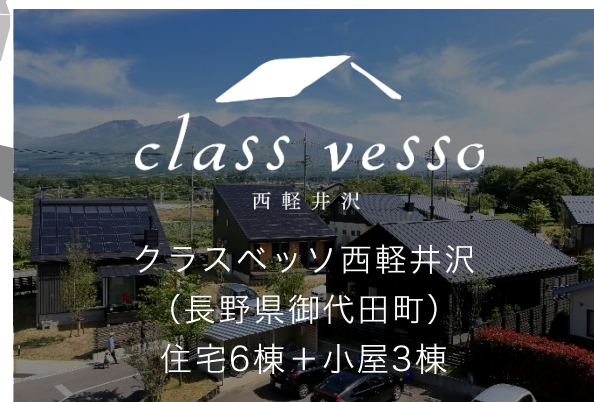 class vesso
西軽井沢
クラスベッソ西軽井沢
（長野県御代田町）
住宅6棟＋小屋3棟